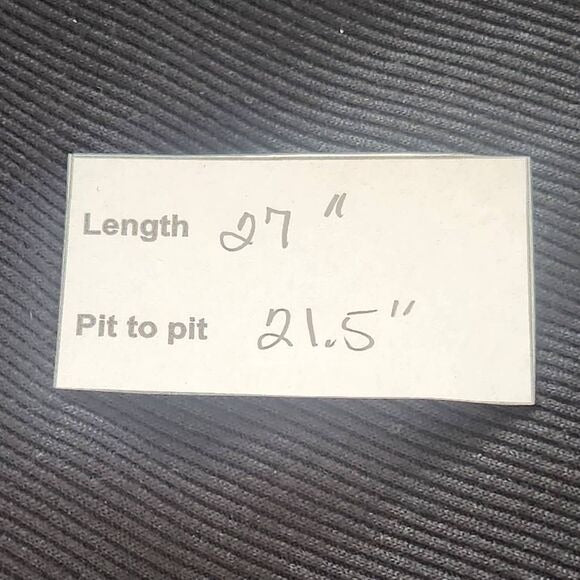 Length 27"
Pit to pit 21.5"